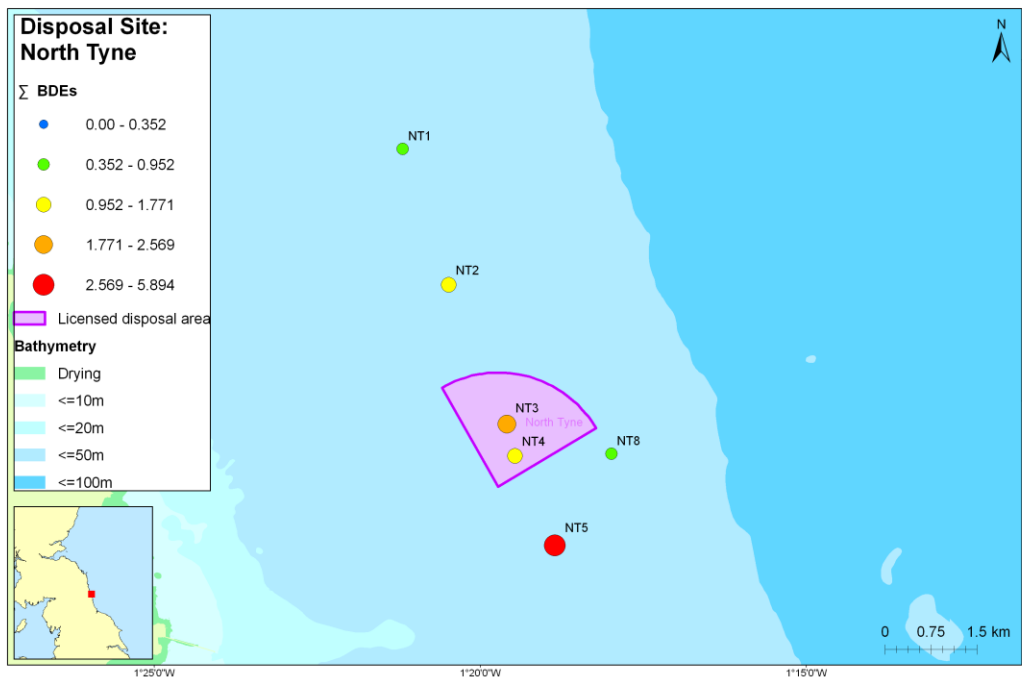 Disposal Site:
North Tyne
∑ BDEs
0.00 - 0.352
0.352 - 0.952
0.952 - 1.771
1.771 - 2.569
2.569 - 5.894
Licensed disposal area
Bathymetry
Drying
<=10m
<=20m
<=50m
<=100m
N
NT1
NT2
NT3
North Tyne
NT4
NT8
NT5
0 0.75 1.5 km
1°25'0"W 1°20'0"W 1°15'0"W